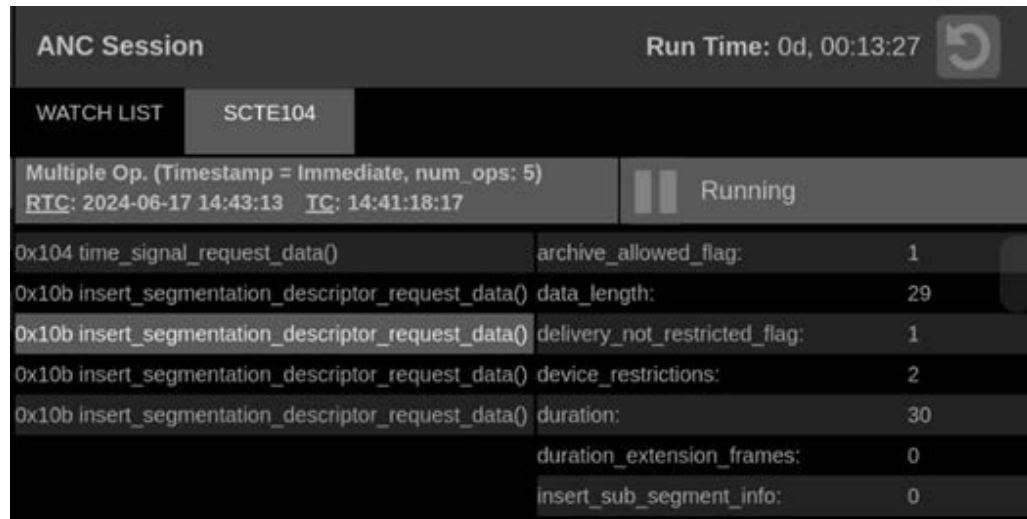 ANC Session Run Time: 0d, 00:13:27
WATCH LIST SCTE104
Multiple Op. (Timestamp = Immediate, num_ops: 5)
RTC: 2024-06-17 14:43:13 TC: 14:41:18:17
Running
0x104 time_signal_request_data() archive_allowed_flag: 1
0x10b insert_segmentation_descriptor_request_data() data_length: 29
0x10b insert_segmentation_descriptor_request_data() delivery_not_restricted_flag: 1
0x10b insert_segmentation_descriptor_request_data() device_restrictions: 2
0x10b insert_segmentation_descriptor_request_data() duration: 30
duration_extension_frames: 0
insert_sub_segment_info: 0